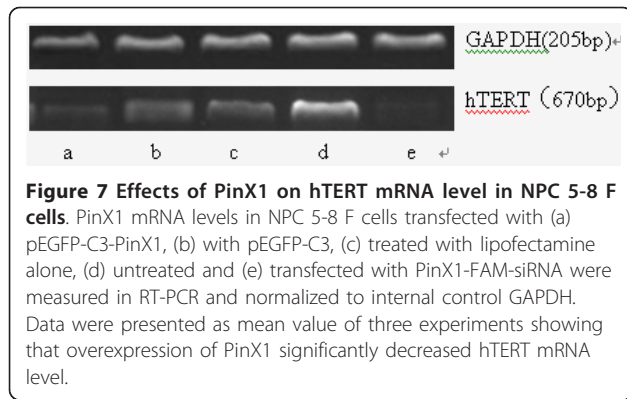 GAPDH(205bp)↵
hTERT （670bp）
a b c d e ↵
Figure 7 Effects of PinX1 on hTERT mRNA level in NPC 5-8 F
cells. PinX1 mRNA levels in NPC 5-8 F cells transfected with (a)
pEGFP-C3-PinX1, (b) with pEGFP-C3, (c) treated with lipofectamine
alone, (d) untreated and (e) transfected with PinX1-FAM-siRNA were
measured in RT-PCR and normalized to internal control GAPDH.
Data were presented as mean value of three experiments showing
that overexpression of PinX1 significantly decreased hTERT mRNA
level.